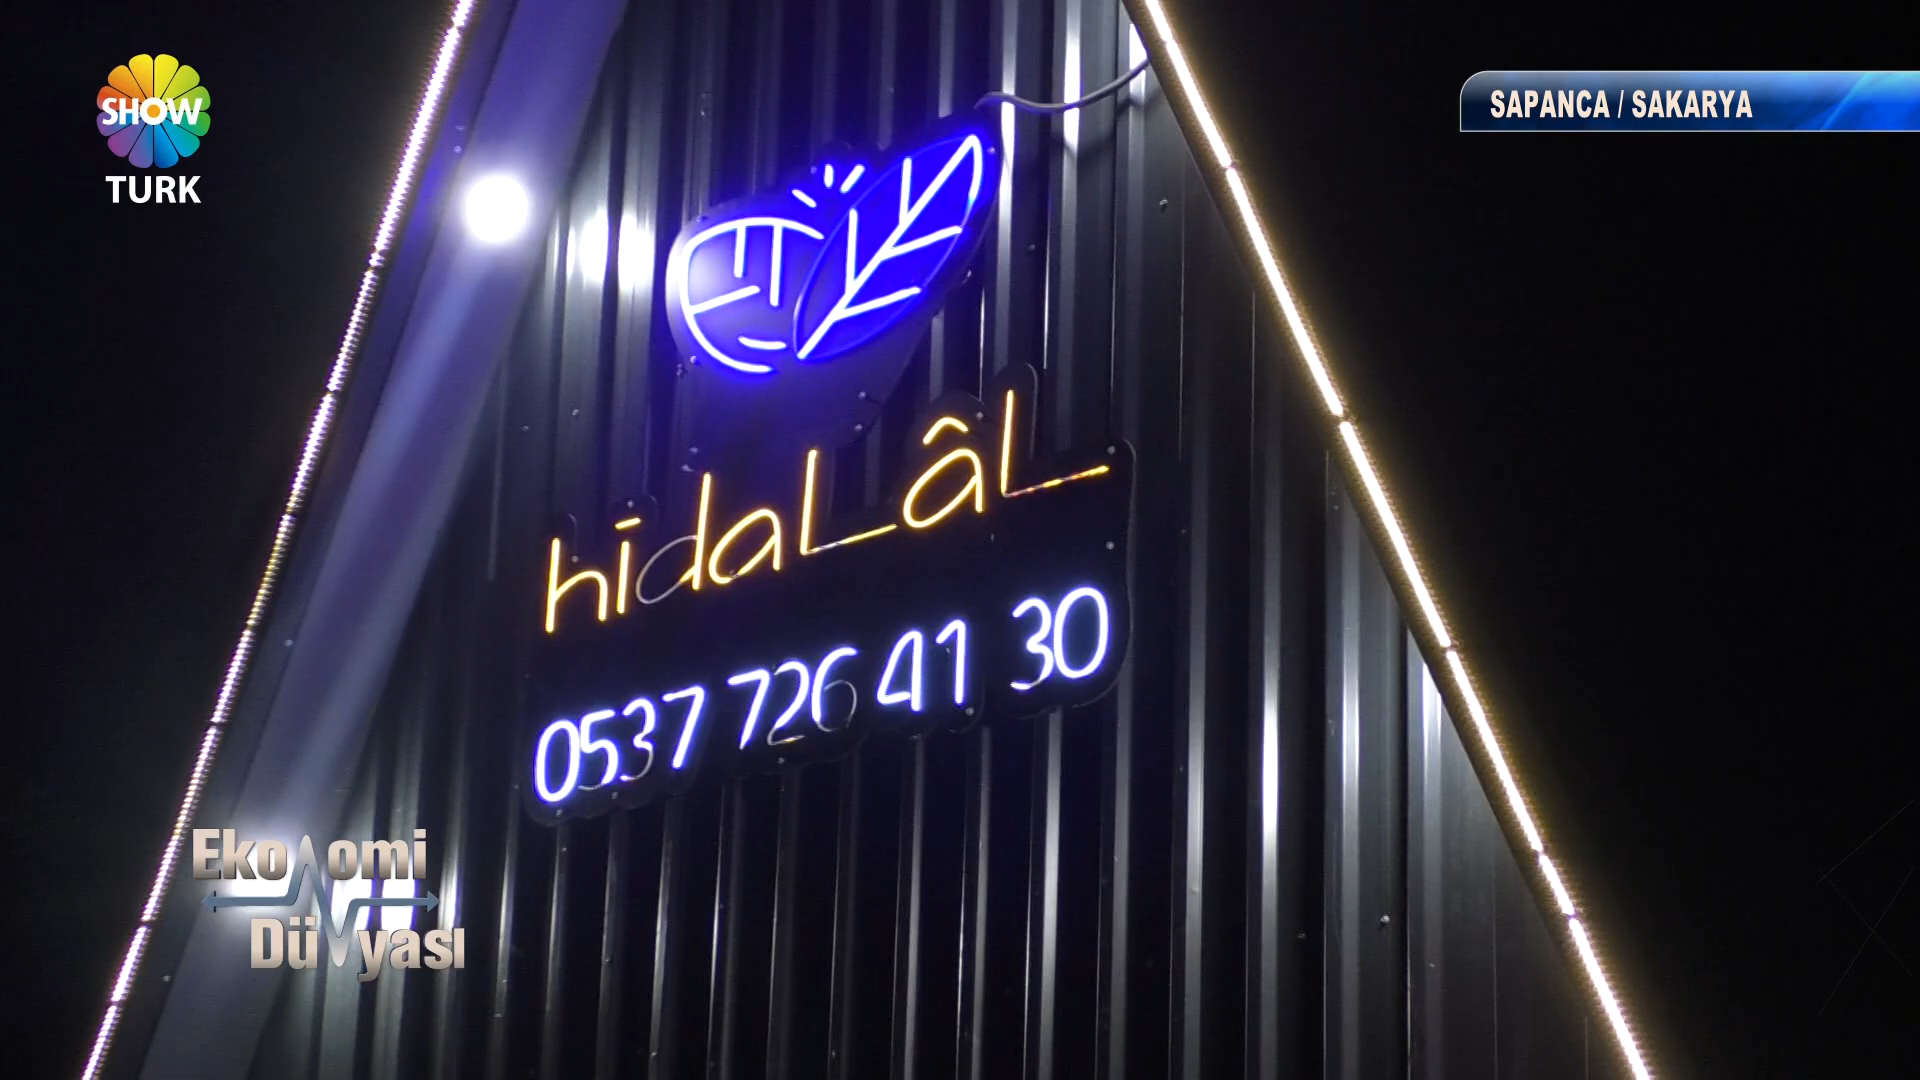 SHOW
TURK
SAPANCA / SAKARYA
hidaLâL
0537 726 41 30
Ekonomi
Dünyası